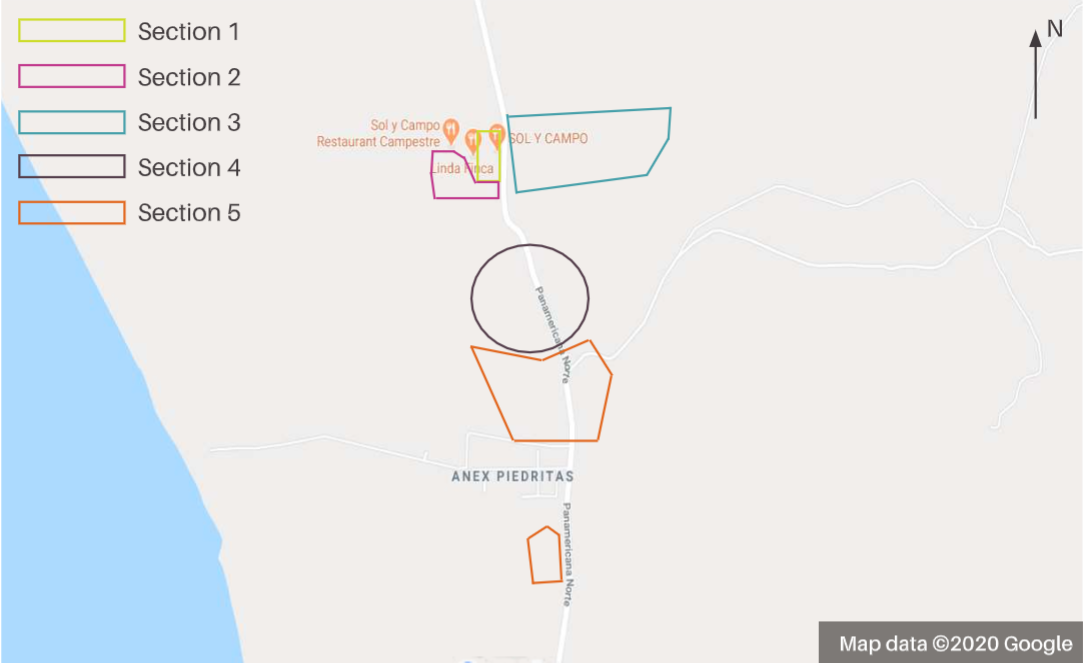 Section 1
Section 2
Section 3
Section 4
Section 5
N
Sol y Campo
Restaurant Campestre
SOL Y CAMPO
Linda Finca
Panamericana Norte
ANEX PIEDRITAS
Panamericana Norte
Map data ©2020 Google